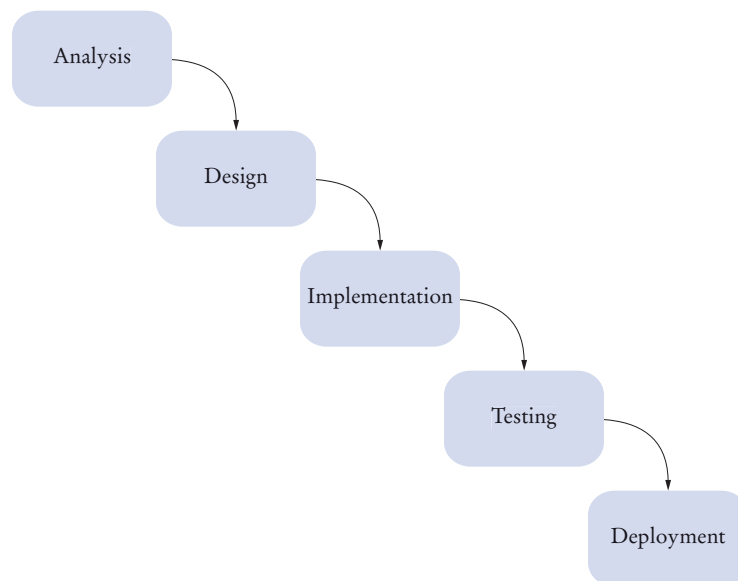 Analysis
Design
Implementation
Testing
Deployment